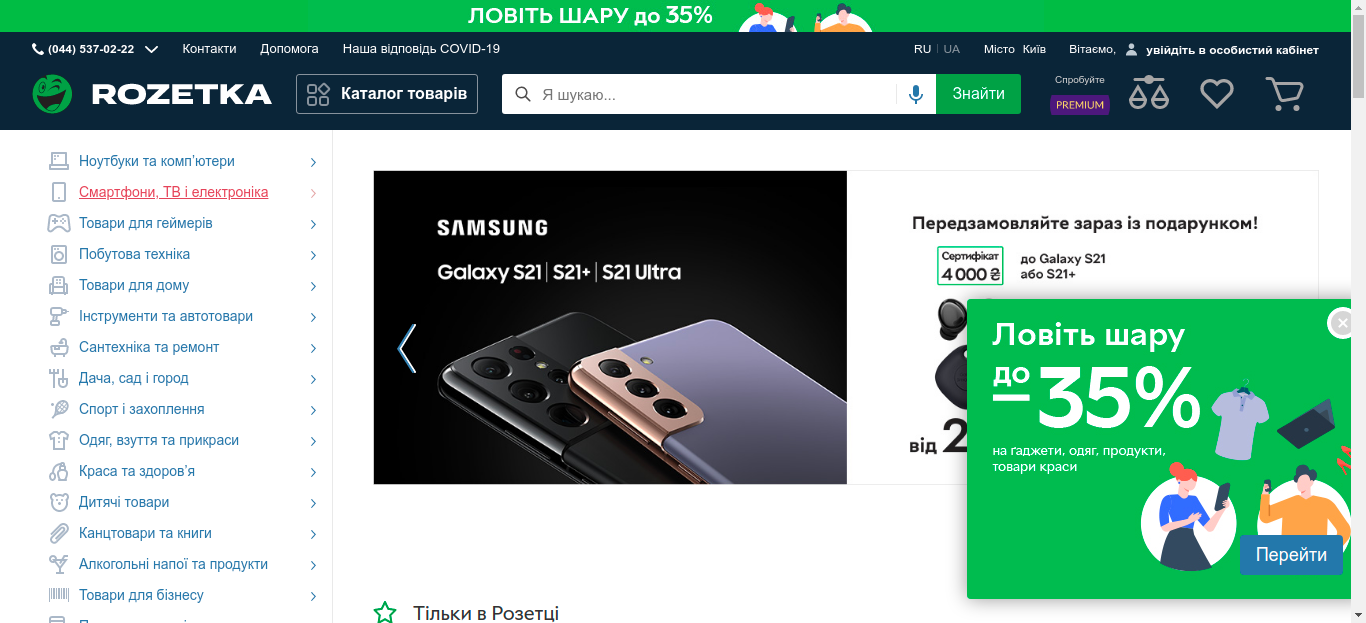 ЛОВІТЬ ШАРУ до 35%
(044) 537-02-22 Контакти Допомога Наша відповідь COVID-19 RU UA Місто Київ Вітаємо, увійдіть в особистий кабінет
ROZETKA Каталог товарів Я шукаю... Знайти Спробуйте PREMIUM
Ноутбуки та комп'ютери
Смартфони, ТВ і електроніка
Товари для геймерів
Побутова техніка
Товари для дому
Інструменти та автотовари
Сантехніка та ремонт
Дача, сад і город
Спорт і захоплення
Одяг, взуття та прикраси
Краса та здоров'я
Дитячі товари
Канцтовари та книги
Алкогольні напої та продукти
Товари для бізнесу
SAMSUNG
Galaxy S21 | S21+ | S21 Ultra
Передзамовляйте зараз із подарунком!
Сертифікат
4 000 ₴
до Galaxy S21
або S21+
від 2
Ловіть шару
до
–35%
на ґаджети, одяг, продукти,
товари краси
Перейти
Тільки в Розетці